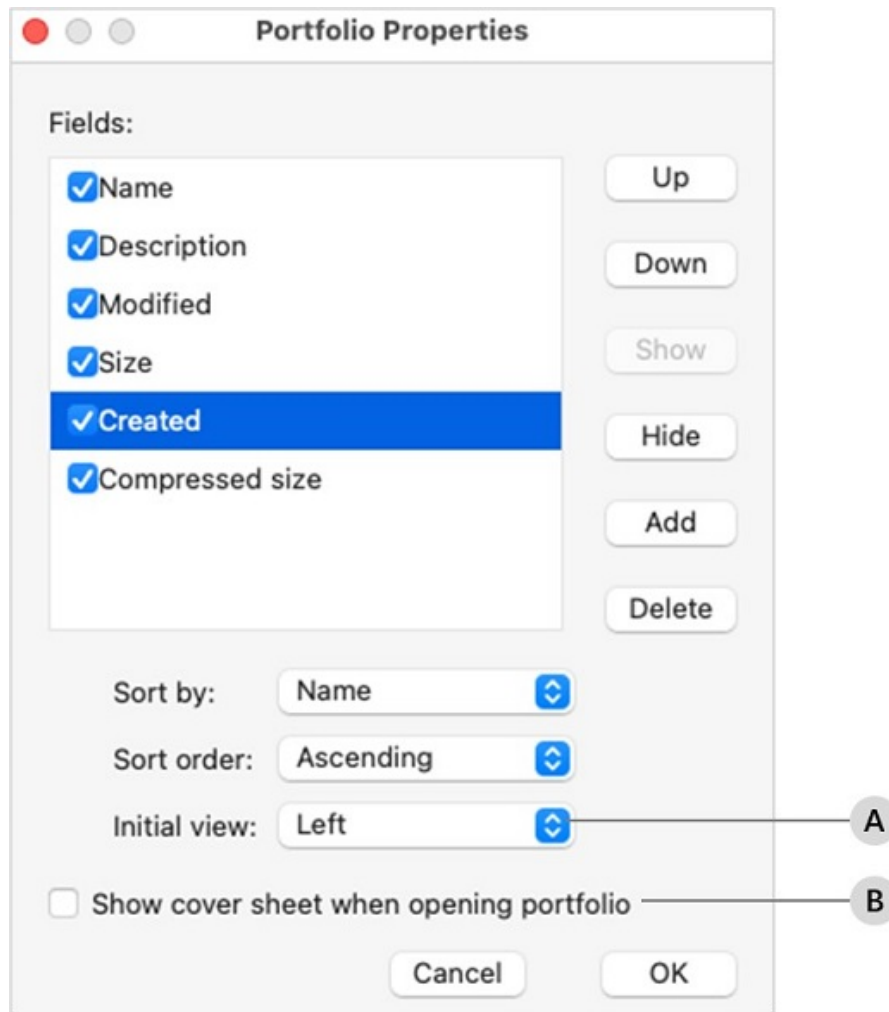 Portfolio Properties
Fields:
Name
Up
Description
Down
Modified
Show
Size
Created
Hide
Compressed size
Add
Delete
Sort by: Name
Sort order: Ascending
Initial view: Left
A
Show cover sheet when opening portfolio
B
Cancel OK